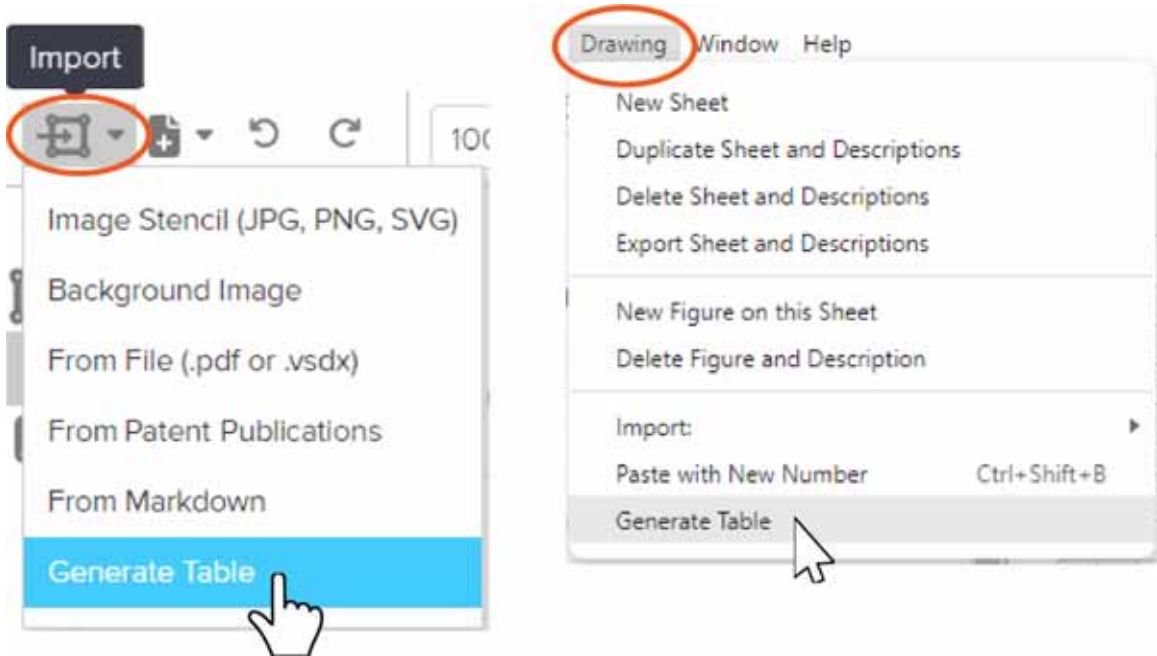 Import
100
Image Stencil (JPG, PNG, SVG)
Background Image
From File (.pdf or .vsdx)
From Patent Publications
From Markdown
Generate Table
Drawing Window Help
New Sheet
Duplicate Sheet and Descriptions
Delete Sheet and Descriptions
Export Sheet and Descriptions
New Figure on this Sheet
Delete Figure and Description
Import:
Paste with New Number Ctrl+Shift+B
Generate Table